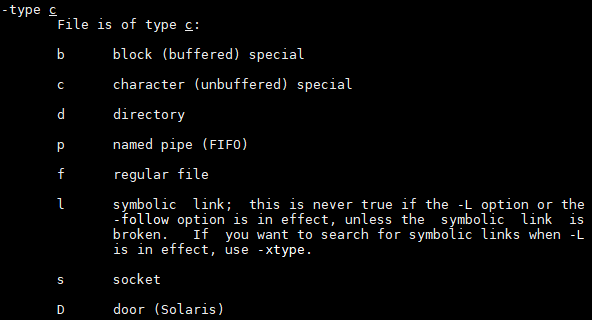 -type c
File is of type c:
b block (buffered) special
c character (unbuffered) special
d directory
p named pipe (FIFO)
f regular file
l symbolic link; this is never true if the -L option or the
-follow option is in effect, unless the symbolic link is
broken. If you want to search for symbolic links when -L
is in effect, use -xtype.
s socket
D door (Solaris)